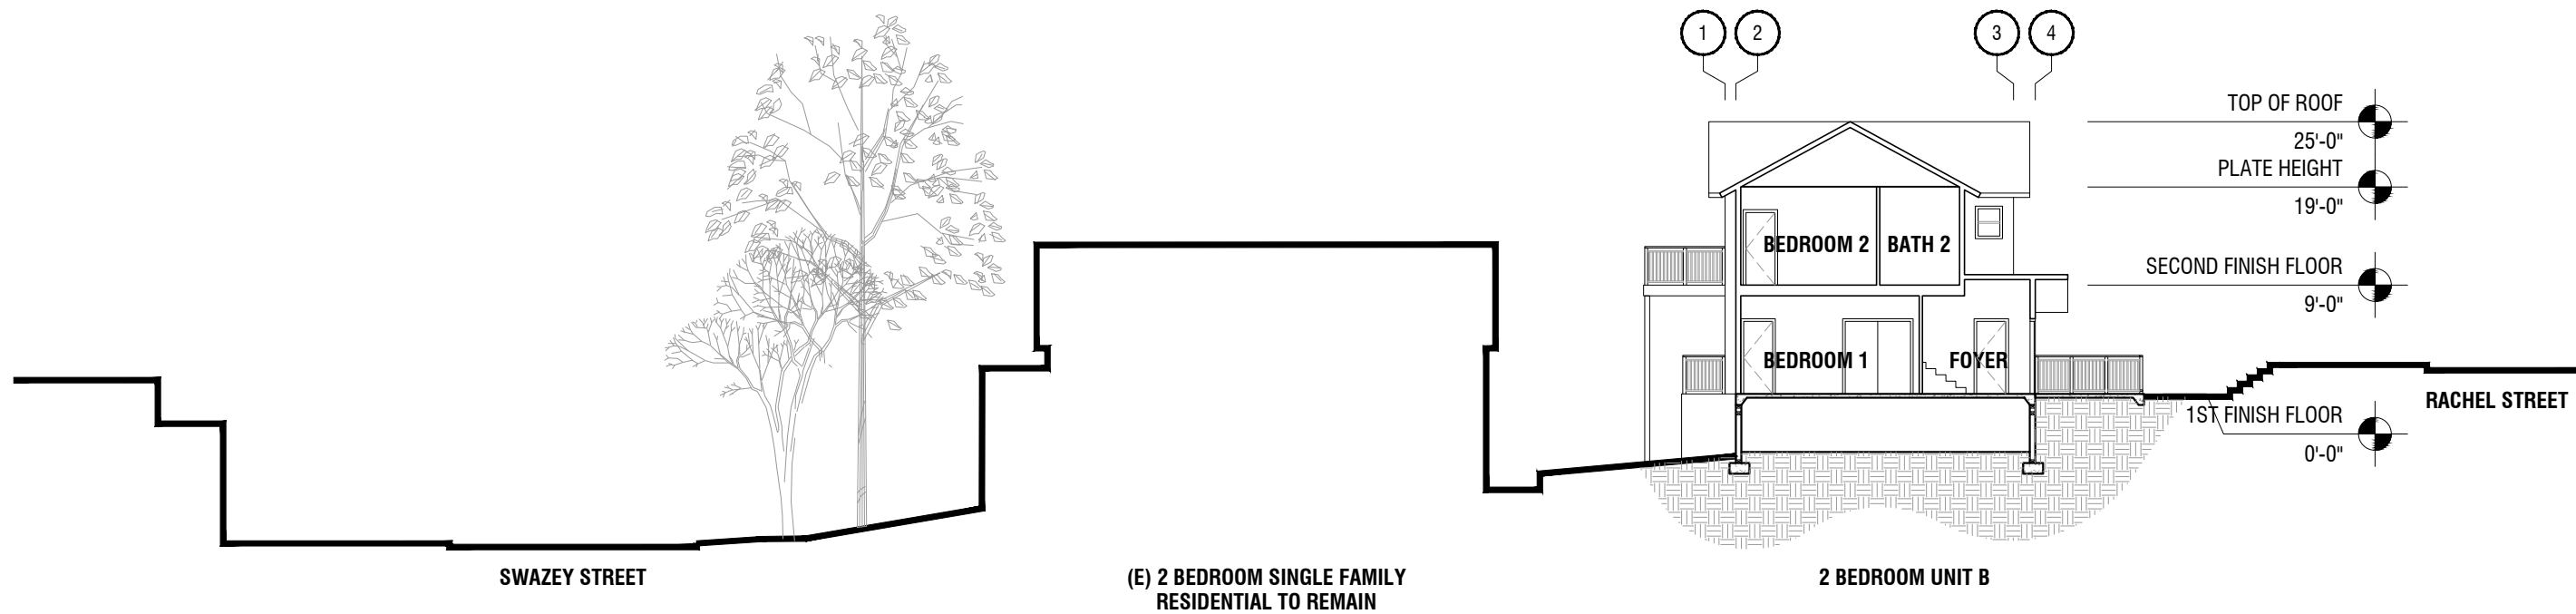 1 2 3 4
TOP OF ROOF
25'-0"
PLATE HEIGHT
19'-0"
BEDROOM 2 BATH 2
SECOND FINISH FLOOR
9'-0"
BEDROOM 1 FOYER
RACHEL STREET
1ST FINISH FLOOR
0'-0"
SWAZEY STREET
(E) 2 BEDROOM SINGLE FAMILY
RESIDENTIAL TO REMAIN
2 BEDROOM UNIT B